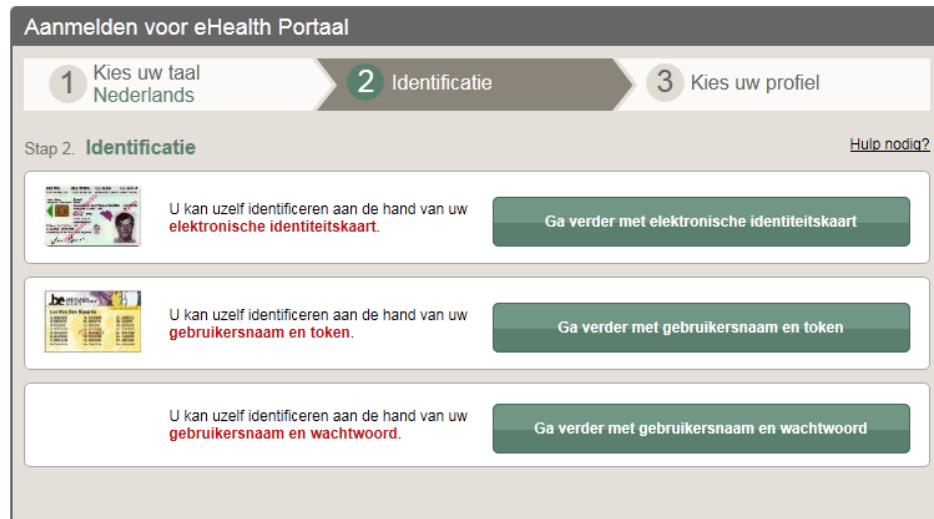 Aanmelden voor eHealth Portaal
1 Kies uw taal
Nederlands
2 Identificatie
3 Kies uw profiel
Stap 2. Identificatie
Hulp nodig?
U kan uzelf identificeren aan de hand van uw
elektronische identiteitskaart.
Ga verder met elektronische identiteitskaart
.be
U kan uzelf identificeren aan de hand van uw
gebruikersnaam en token.
Ga verder met gebruikersnaam en token
U kan uzelf identificeren aan de hand van uw
gebruikersnaam en wachtwoord.
Ga verder met gebruikersnaam en wachtwoord